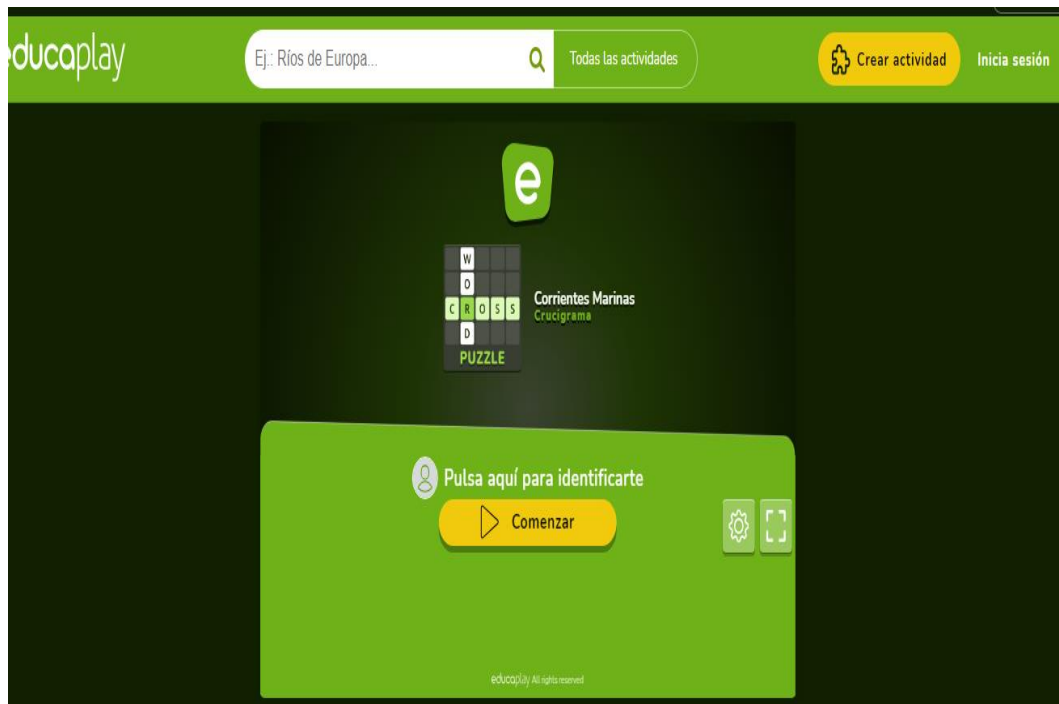 educaplay
Ej.: Ríos de Europa...
Todas las actividades
Crear actividad
Inicia sesión
e
W
O
C R O S S
D
PUZZLE
Corrientes Marinas
Crucigrama
Pulsa aquí para identificarte
Comenzar
educaplay All rights reserved